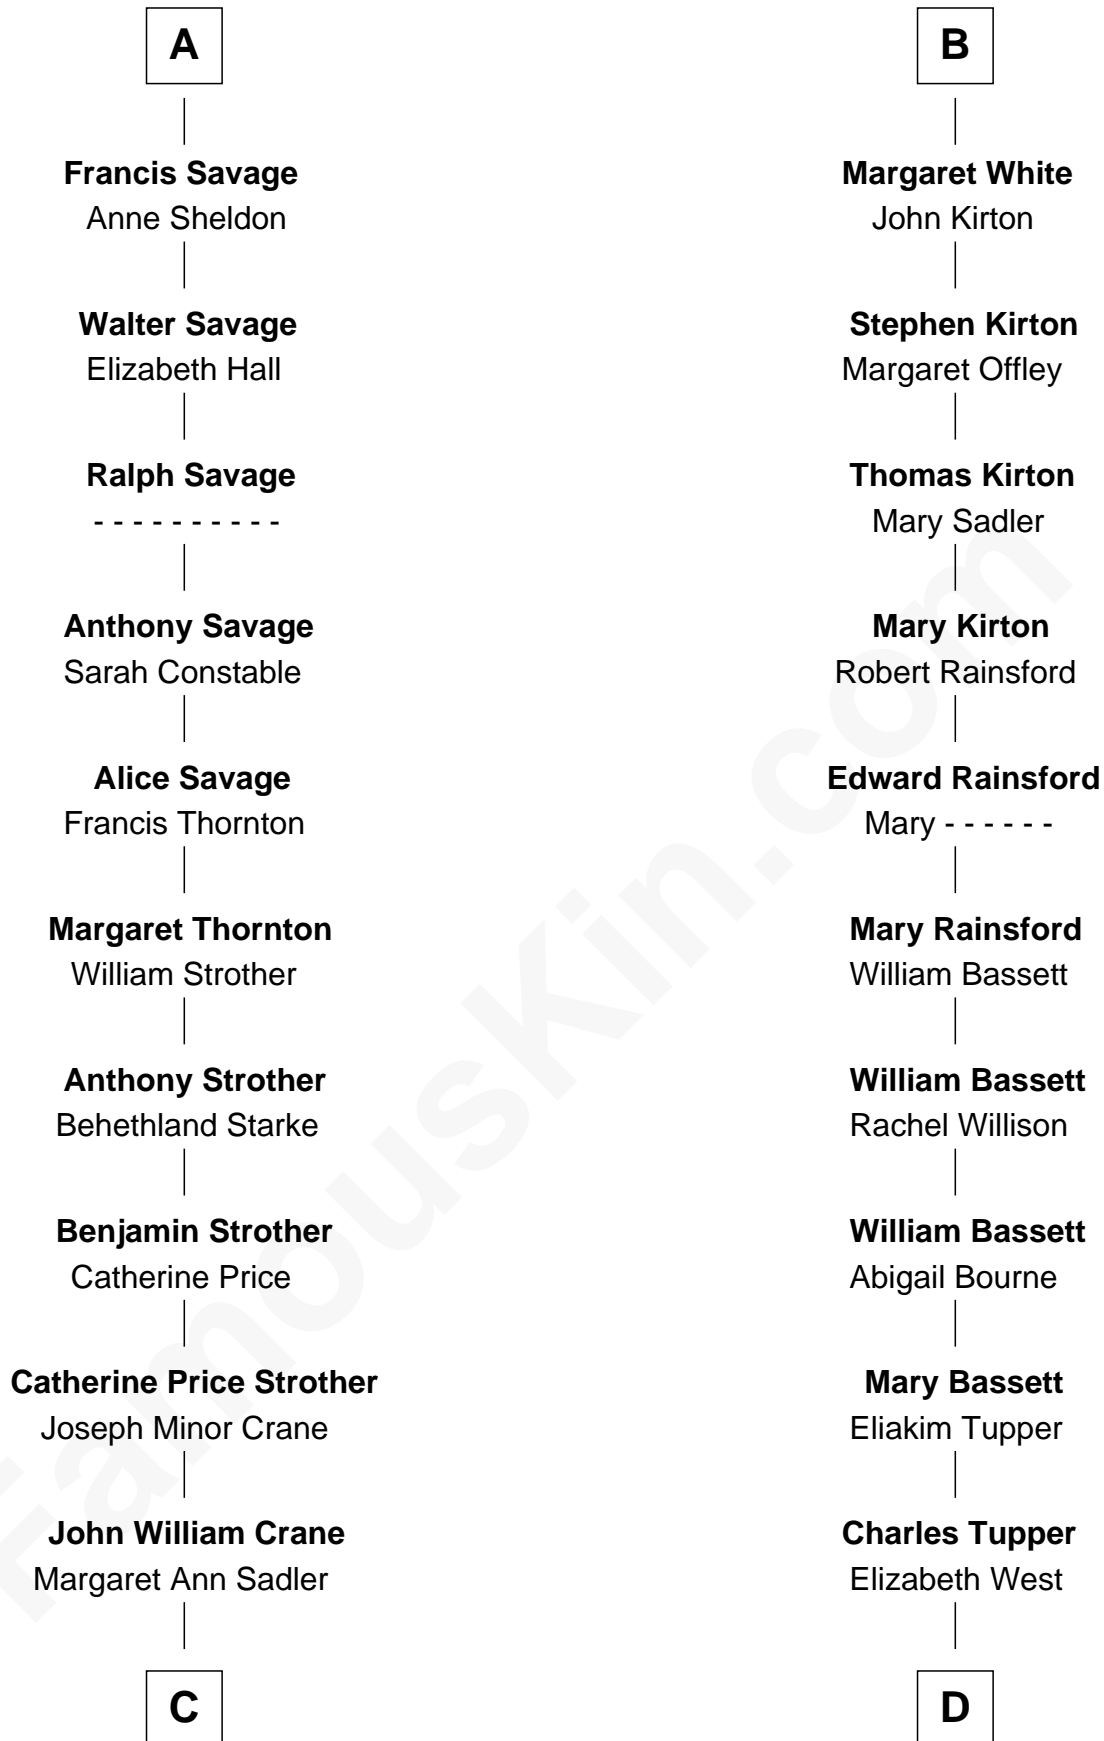 A
Francis Savage
Anne Sheldon
Walter Savage
Elizabeth Hall
Ralph Savage
- - - - - - - - - -
Anthony Savage
Sarah Constable
Alice Savage
Francis Thornton
Margaret Thornton
William Strother
Anthony Strother
Behethland Starke
Benjamin Strother
Catherine Price
Catherine Price Strother
Joseph Minor Crane
John William Crane
Margaret Ann Sadler
C
B
Margaret White
John Kirton
Stephen Kirton
Margaret Offley
Thomas Kirton
Mary Sadler
Mary Kirton
Robert Rainsford
Edward Rainsford
Mary - - - - - -
Mary Rainsford
William Bassett
William Bassett
Rachel Willison
William Bassett
Abigail Bourne
Mary Bassett
Eliakim Tupper
Charles Tupper
Elizabeth West
D
FamousKin.com